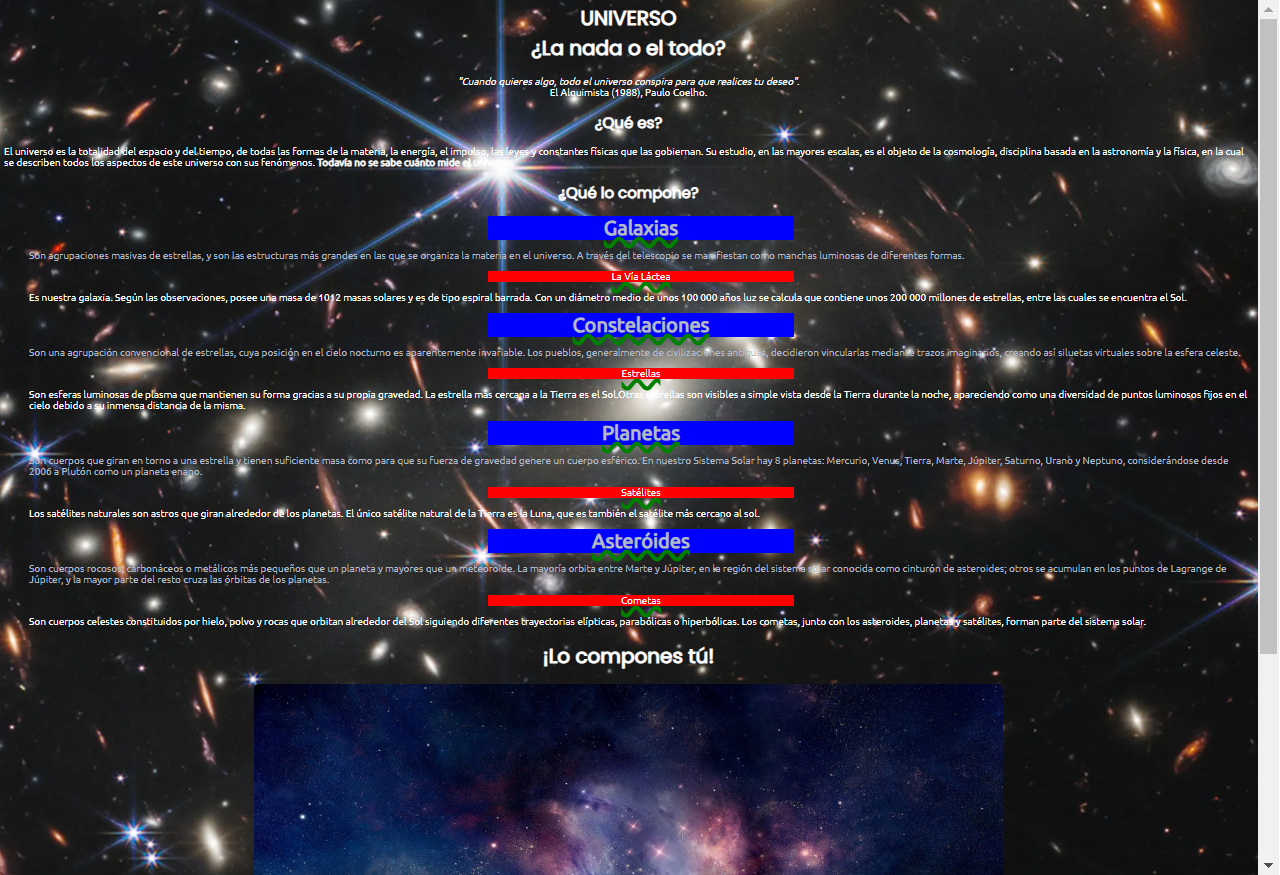 UNIVERSO
¿La nada o el todo?
"Cuando quieres algo, todo el universo conspira para que realices tu deseo".
El Alquimista (1988), Paulo Coelho.
¿Qué es?
El universo es la totalidad del espacio y del tiempo, de todas las formas de la materia, la energía, el impulso, las leyes y constantes físicas que las gobiernan. Su estudio, en las mayores escalas, es el objeto de la cosmología, disciplina basada en la astronomía y la física, en la cual
se describen todos los aspectos de este universo con sus fenómenos. Todavía no se sabe cuánto mide el universo.
¿Qué lo compone?
Galaxias
Son agrupaciones masivas de estrellas, y son las estructuras más grandes en las que se organiza la materia en el universo. A través del telescopio se manifiestan como manchas luminosas de diferentes formas.
La Vía Láctea
Es nuestra galaxia. Según las observaciones, posee una masa de 1012 masas solares y es de tipo espiral barrada. Con un diámetro medio de unos 100 000 años luz se calcula que contiene unos 200 000 millones de estrellas, entre las cuales se encuentra el Sol.
Constelaciones
Son una agrupación convencional de estrellas, cuya posición en el cielo nocturno es aparentemente invariable. Los pueblos, generalmente de civilizaciones antiguas, decidieron vincularlas mediante trazos imaginarios, creando así siluetas virtuales sobre la esfera celeste.
Estrellas
Son esferas luminosas de plasma que mantienen su forma gracias a su propia gravedad. La estrella más cercana a la Tierra es el Sol.Otras estrellas son visibles a simple vista desde la Tierra durante la noche, apareciendo como una diversidad de puntos luminosos fijos en el
cielo debido a su inmensa distancia de la misma.
Planetas
Son cuerpos que giran en torno a una estrella y tienen suficiente masa como para que su fuerza de gravedad genere un cuerpo esférico. En nuestro Sistema Solar hay 8 planetas: Mercurio, Venus, Tierra, Marte, Júpiter, Saturno, Urano y Neptuno, considerándose desde
2006 a Plutón como un planeta enano.
Satélites
Los satélites naturales son astros que giran alrededor de los planetas. El único satélite natural de la Tierra es la Luna, que es también el satélite más cercano al sol.
Asteróides
Son cuerpos rocosos, carbonáceos o metálicos más pequeños que un planeta y mayores que un meteoroide. La mayoría orbita entre Marte y Júpiter, en la región del sistema solar conocida como cinturón de asteroides; otros se acumulan en los puntos de Lagrange de
Júpiter, y la mayor parte del resto cruza las órbitas de los planetas.
Cometas
Son cuerpos celestes constituidos por hielo, polvo y rocas que orbitan alrededor del Sol siguiendo diferentes trayectorias elípticas, parabólicas o hiperbólicas. Los cometas, junto con los asteroides, planetas y satélites, forman parte del sistema solar.
¡Lo compones tú!